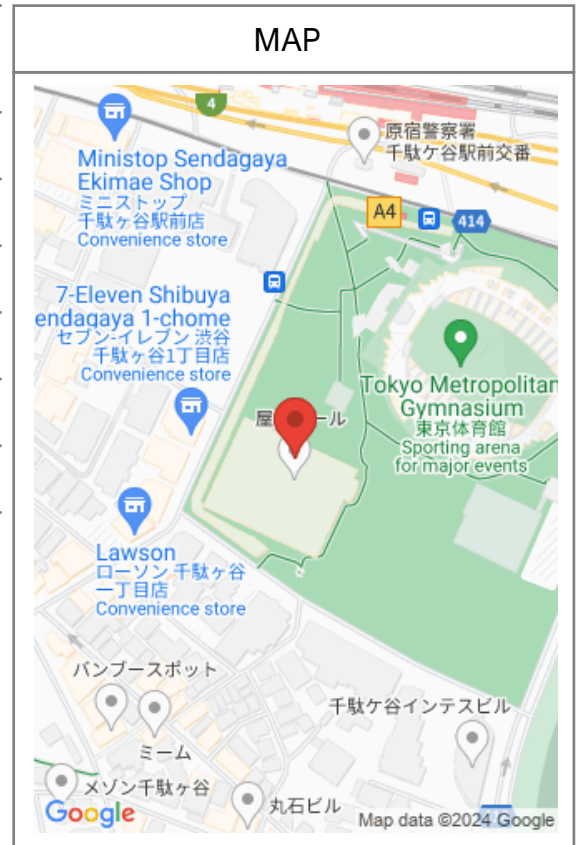 MAP
4
原宿警察署
千駄ケ谷駅前交番
Ministop Sendagaya
Ekimae Shop
ミニストップ
千駄ヶ谷駅前店
Convenience store
A4
414
7-Eleven Shibuya
endagaya 1-chome
セブン-イレブン 渋谷
千駄ヶ谷1丁目店
Convenience store
Tokyo Metropolitan
Gymnasium
東京体育館
Sporting arena
for major events
屋 ール
Lawson
ローソン 千駄ヶ谷
一丁目店
Convenience store
バンブースポット
千駄ケ谷インテスビル
ミーム
メゾン千駄ヶ谷
丸石ビル
Google
Map data ©2024 Google